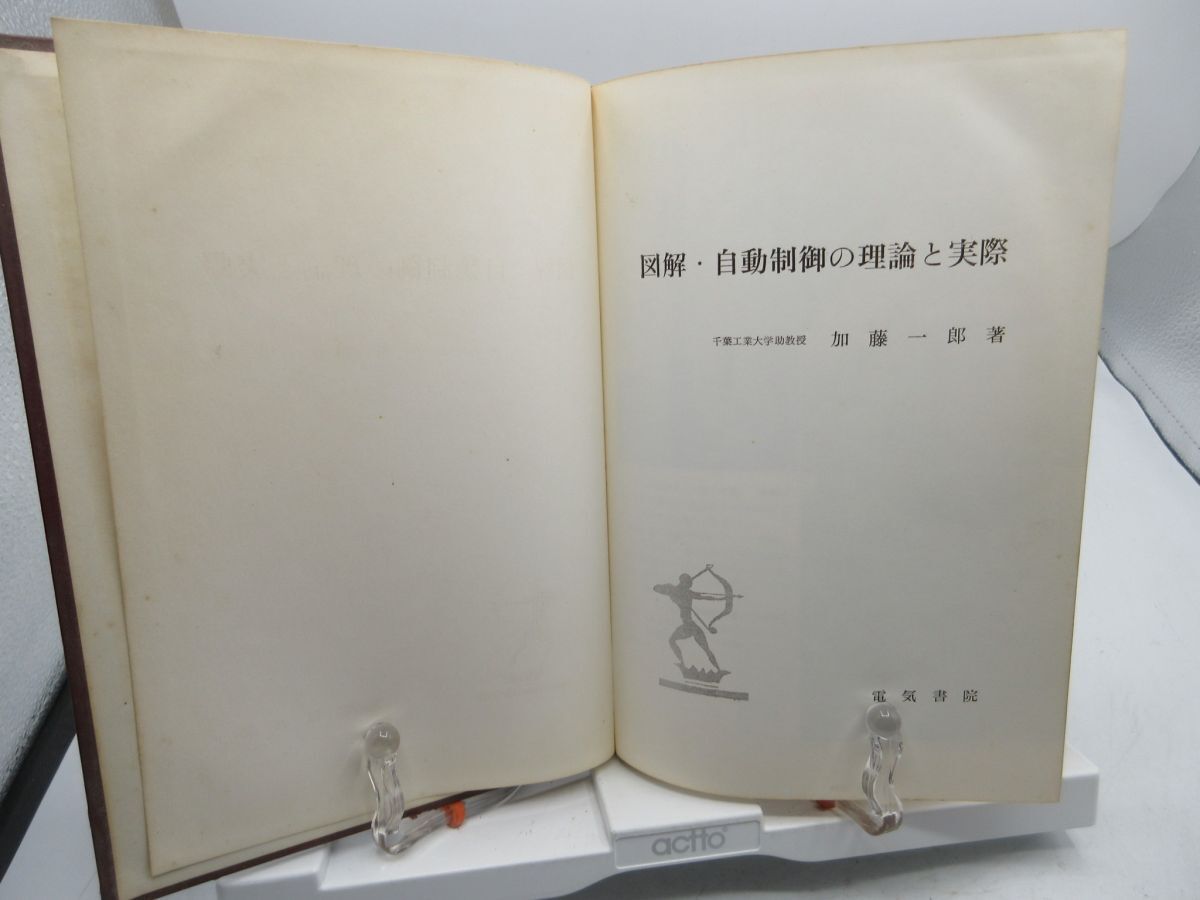 図解・自動制御の理論と実際
千葉工業大学助教授 加藤一郎著
電気書院
actto